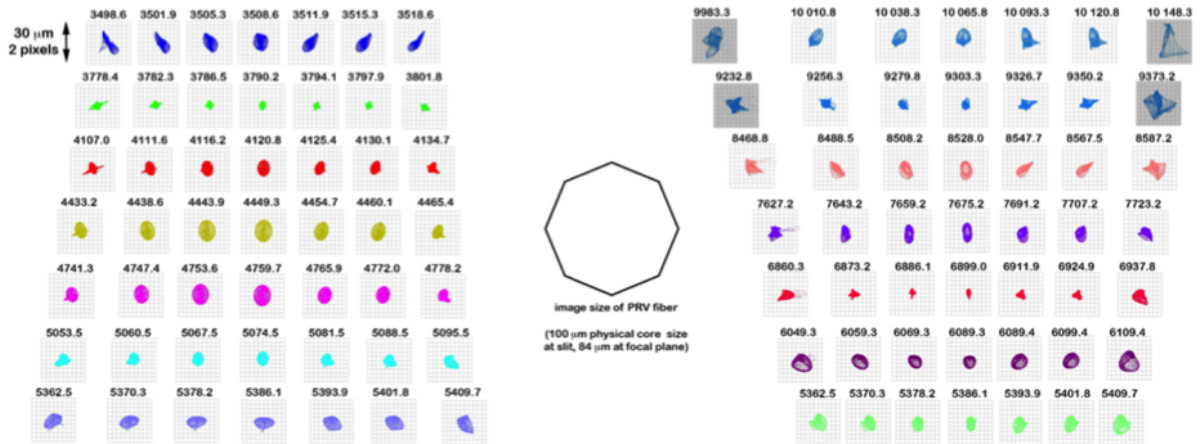 30 μm
2 pixels
3498.6 3501.9 3505.3 3508.6 3511.9 3515.3 3518.6
3778.4 3782.3 3786.5 3790.2 3794.1 3797.9 3801.8
4107.0 4111.6 4116.2 4120.8 4125.4 4130.1 4134.7
4433.2 4438.6 4443.9 4449.3 4454.7 4460.1 4465.4
4741.3 4747.4 4753.6 4759.7 4765.9 4772.0 4778.2
5053.5 5060.5 5067.5 5074.5 5081.5 5088.5 5095.5
5362.5 5370.3 5378.2 5386.1 5393.9 5401.8 5409.7
image size of PRV fiber
(100 μm physical core size
at slit, 84 μm at focal plane)
9983.3 10 010.8 10 038.3 10 065.8 10 093.3 10 120.8 10 148.3
9232.8 9256.3 9279.8 9303.3 9326.7 9350.2 9373.2
8468.8 8488.5 8508.2 8528.0 8547.7 8567.5 8587.2
7627.2 7643.2 7659.2 7675.2 7691.2 7707.2 7723.2
6860.3 6873.2 6886.1 6899.0 6911.9 6924.9 6937.8
6049.3 6059.3 6069.3 6089.3 6089.4 6099.4 6109.4
5362.5 5370.3 5378.2 5386.1 5393.9 5401.8 5409.7